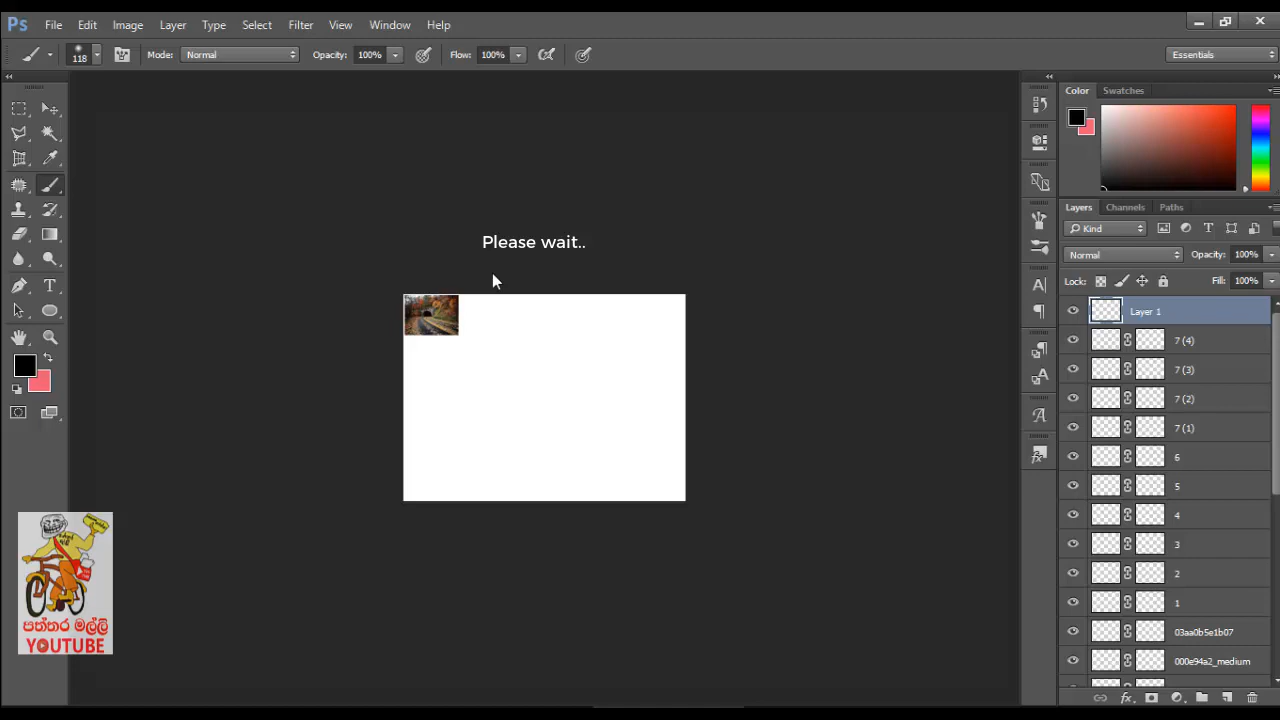 Ps File Edit Image Layer Type Select Filter View Window Help
118 Mode: Normal Opacity: 100% Flow: 100% Essentials
Color Swatches
Layers Channels Paths
Kind
Normal Opacity: 100%
Lock: Fill: 100%
Please wait..
Layer 1
7 (4)
7 (3)
7 (2)
7 (1)
6
5
4
3
2
1
03aa0b5e1b07
000e94a2_medium
පත්තර මල්ලි
YOUTUBE